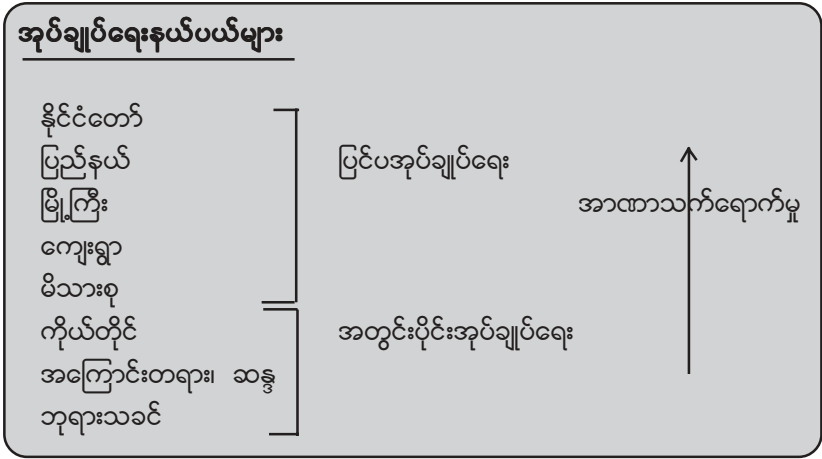 အုပ်ချုပ်ရေးနယ်ပယ်များ
နိုင်ငံတော်
ပြည်နယ် ပြင်ပအုပ်ချုပ်ရေး
မြို့ကြီး အာဏာသက်ရောက်မှု
ကျေးရွာ
မိသားစု
ကိုယ်တိုင် အတွင်းပိုင်းအုပ်ချုပ်ရေး
အကြောင်းတရား၊ ဆန္ဒ
ဘုရားသခင်